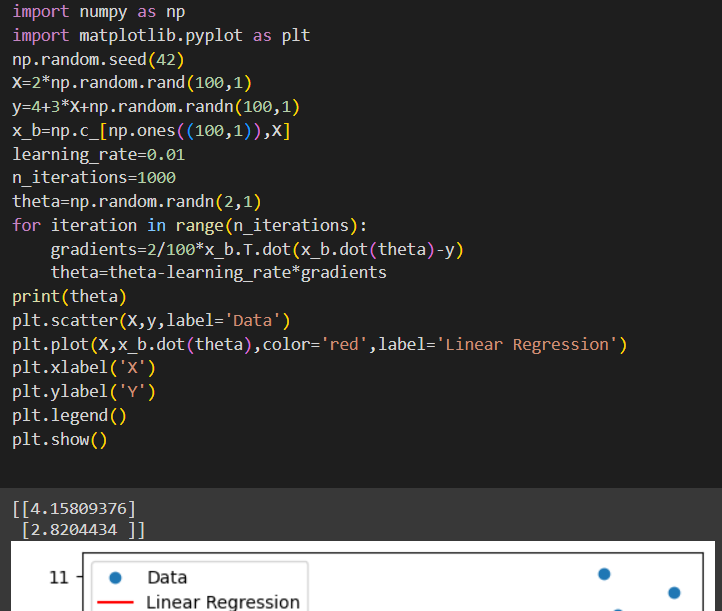 import numpy as np
import matplotlib.pyplot as plt
np.random.seed(42)
X=2*np.random.rand(100,1)
y=4+3*X+np.random.randn(100,1)
x_b=np.c_[np.ones((100,1)),X]
learning_rate=0.01
n_iterations=1000
theta=np.random.randn(2,1)
for iteration in range(n_iterations):
    gradients=2/100*x_b.T.dot(x_b.dot(theta)-y)
    theta=theta-learning_rate*gradients
print(theta)
plt.scatter(X,y,label='Data')
plt.plot(X,x_b.dot(theta),color='red',label='Linear Regression')
plt.xlabel('X')
plt.ylabel('Y')
plt.legend()
plt.show()
[[4.15809376]
 [2.8204434 ]]
11
Data
Linear Regression